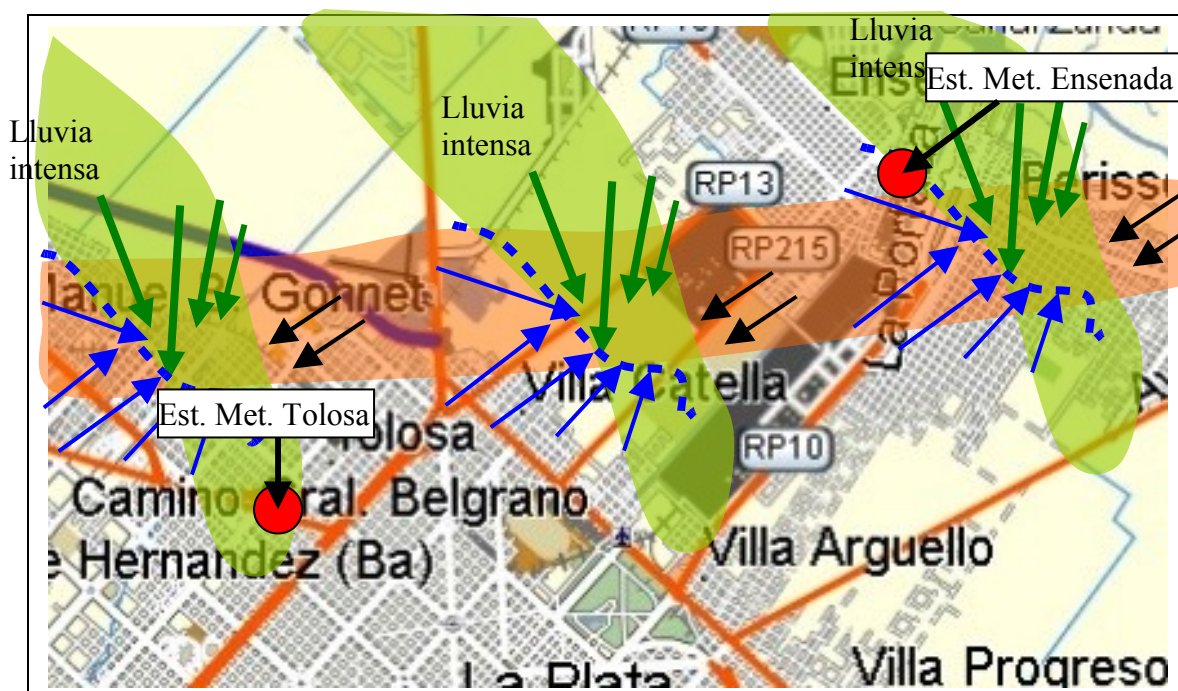 Lluvia
intensa
Est. Met. Ensenada
Lluvia
intensa
Lluvia
intens
RP13
RP215
Gonnet
Villa Catella
Est. Met. Tolosa
Tolosa
RP10
Camino
ral. Belgrano
e Hernandez (Ba)
Villa Arguello
La Plata
Villa Progreso